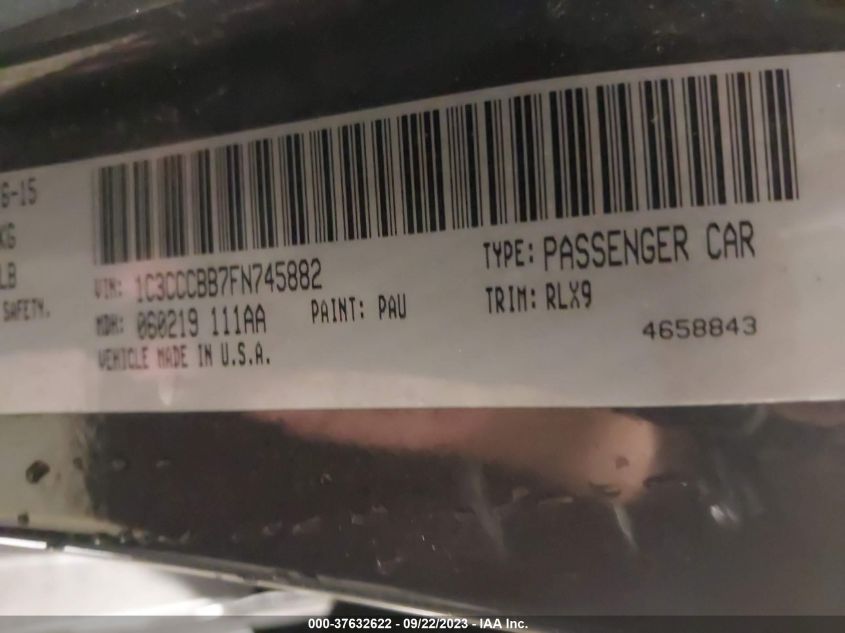 6-15
KG
LB
SAFETY.
VIN: 1C3CCCBB7FN745882
TYPE: PASSENGER CAR
MDH: 060219 111AA
PAINT: PAU
TRIM: RLX9
VEHICLE MADE IN U.S.A.
4658843
000-37632622 - 09/22/2023 - IAA Inc.